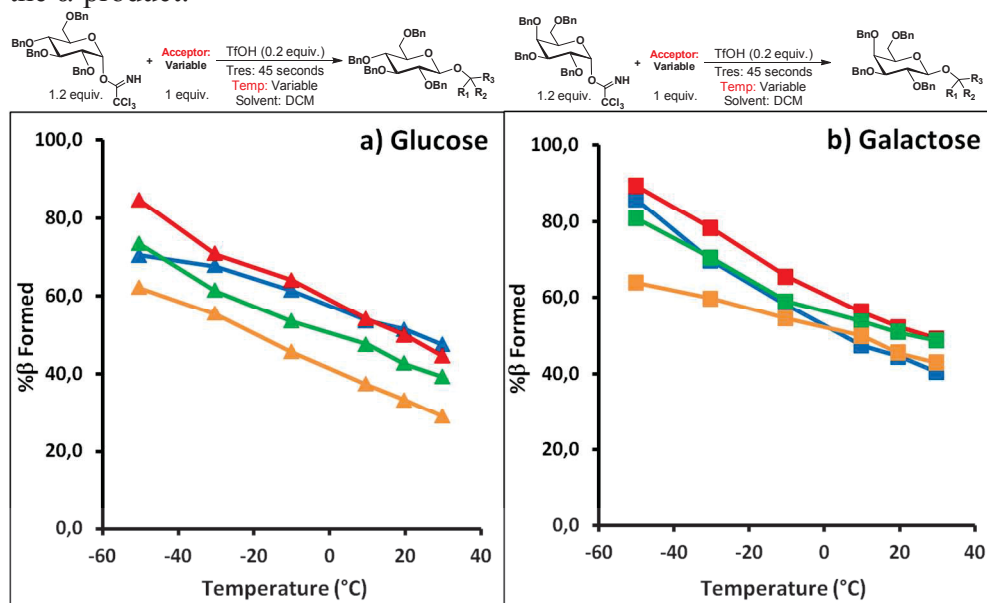 the α-product.
OBn
BnO
BnO
BnO
O
O
NH
CCl3
1.2 equiv.
+
Acceptor:
Variable
1 equiv.
TfOH (0.2 equiv.)
Tres: 45 seconds
Temp: Variable
Solvent: DCM
OBn
BnO
BnO
O
O
OBn
R3
R1 R2
OBn OBn
BnO
BnO
O
O
NH
CCl3
1.2 equiv.
+
Acceptor:
Variable
1 equiv.
TfOH (0.2 equiv.)
Tres: 45 seconds
Temp: Variable
Solvent: DCM
OBn OBn
BnO
O
O
OBn
R3
R1 R2
a) Glucose
100,0
80,0
60,0
40,0
20,0
0,0
%β Formed
-60 -40 -20 0 20 40
Temperature (°C)
b) Galactose
100,0
80,0
60,0
40,0
20,0
0,0
%β Formed
-60 -40 -20 0 20 40
Temperature (°C)